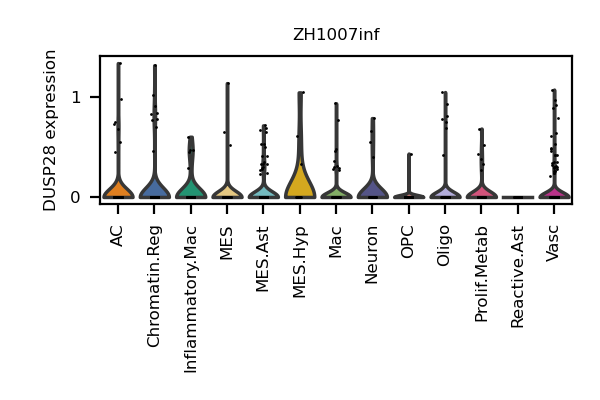 ZH1007inf
DUSP28 expression
1
0
AC
Chromatin.Reg
Inflammatory.Mac
MES
MES.Ast
MES.Hyp
Mac
Neuron
OPC
Oligo
Prolif.Metab
Reactive.Ast
Vasc